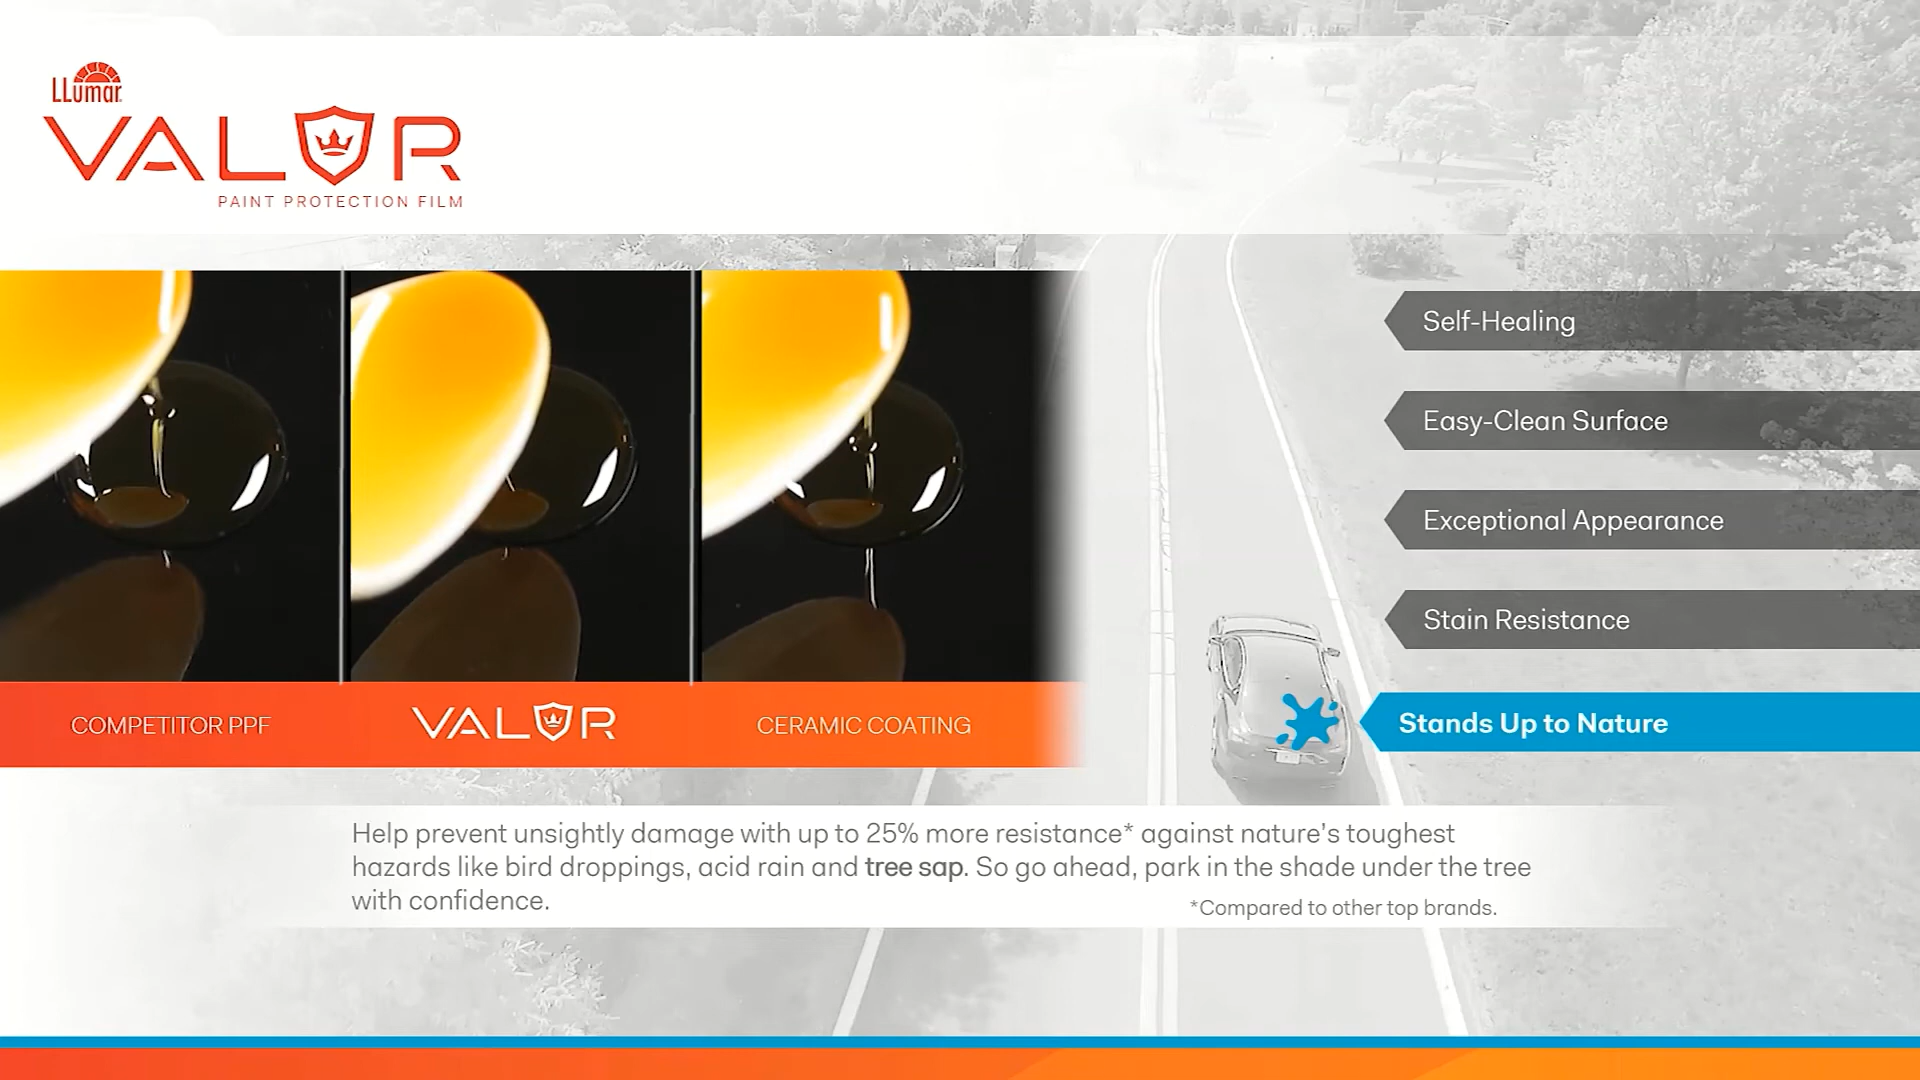 LLumar
VALOR
PAINT PROTECTION FILM
Self-Healing
Easy-Clean Surface
Exceptional Appearance
Stain Resistance
Stands Up to Nature
COMPETITOR PPF
VALOR
CERAMIC COATING
Help prevent unsightly damage with up to 25% more resistance* against nature's toughest
hazards like bird droppings, acid rain and tree sap. So go ahead, park in the shade under the tree
with confidence.
*Compared to other top brands.